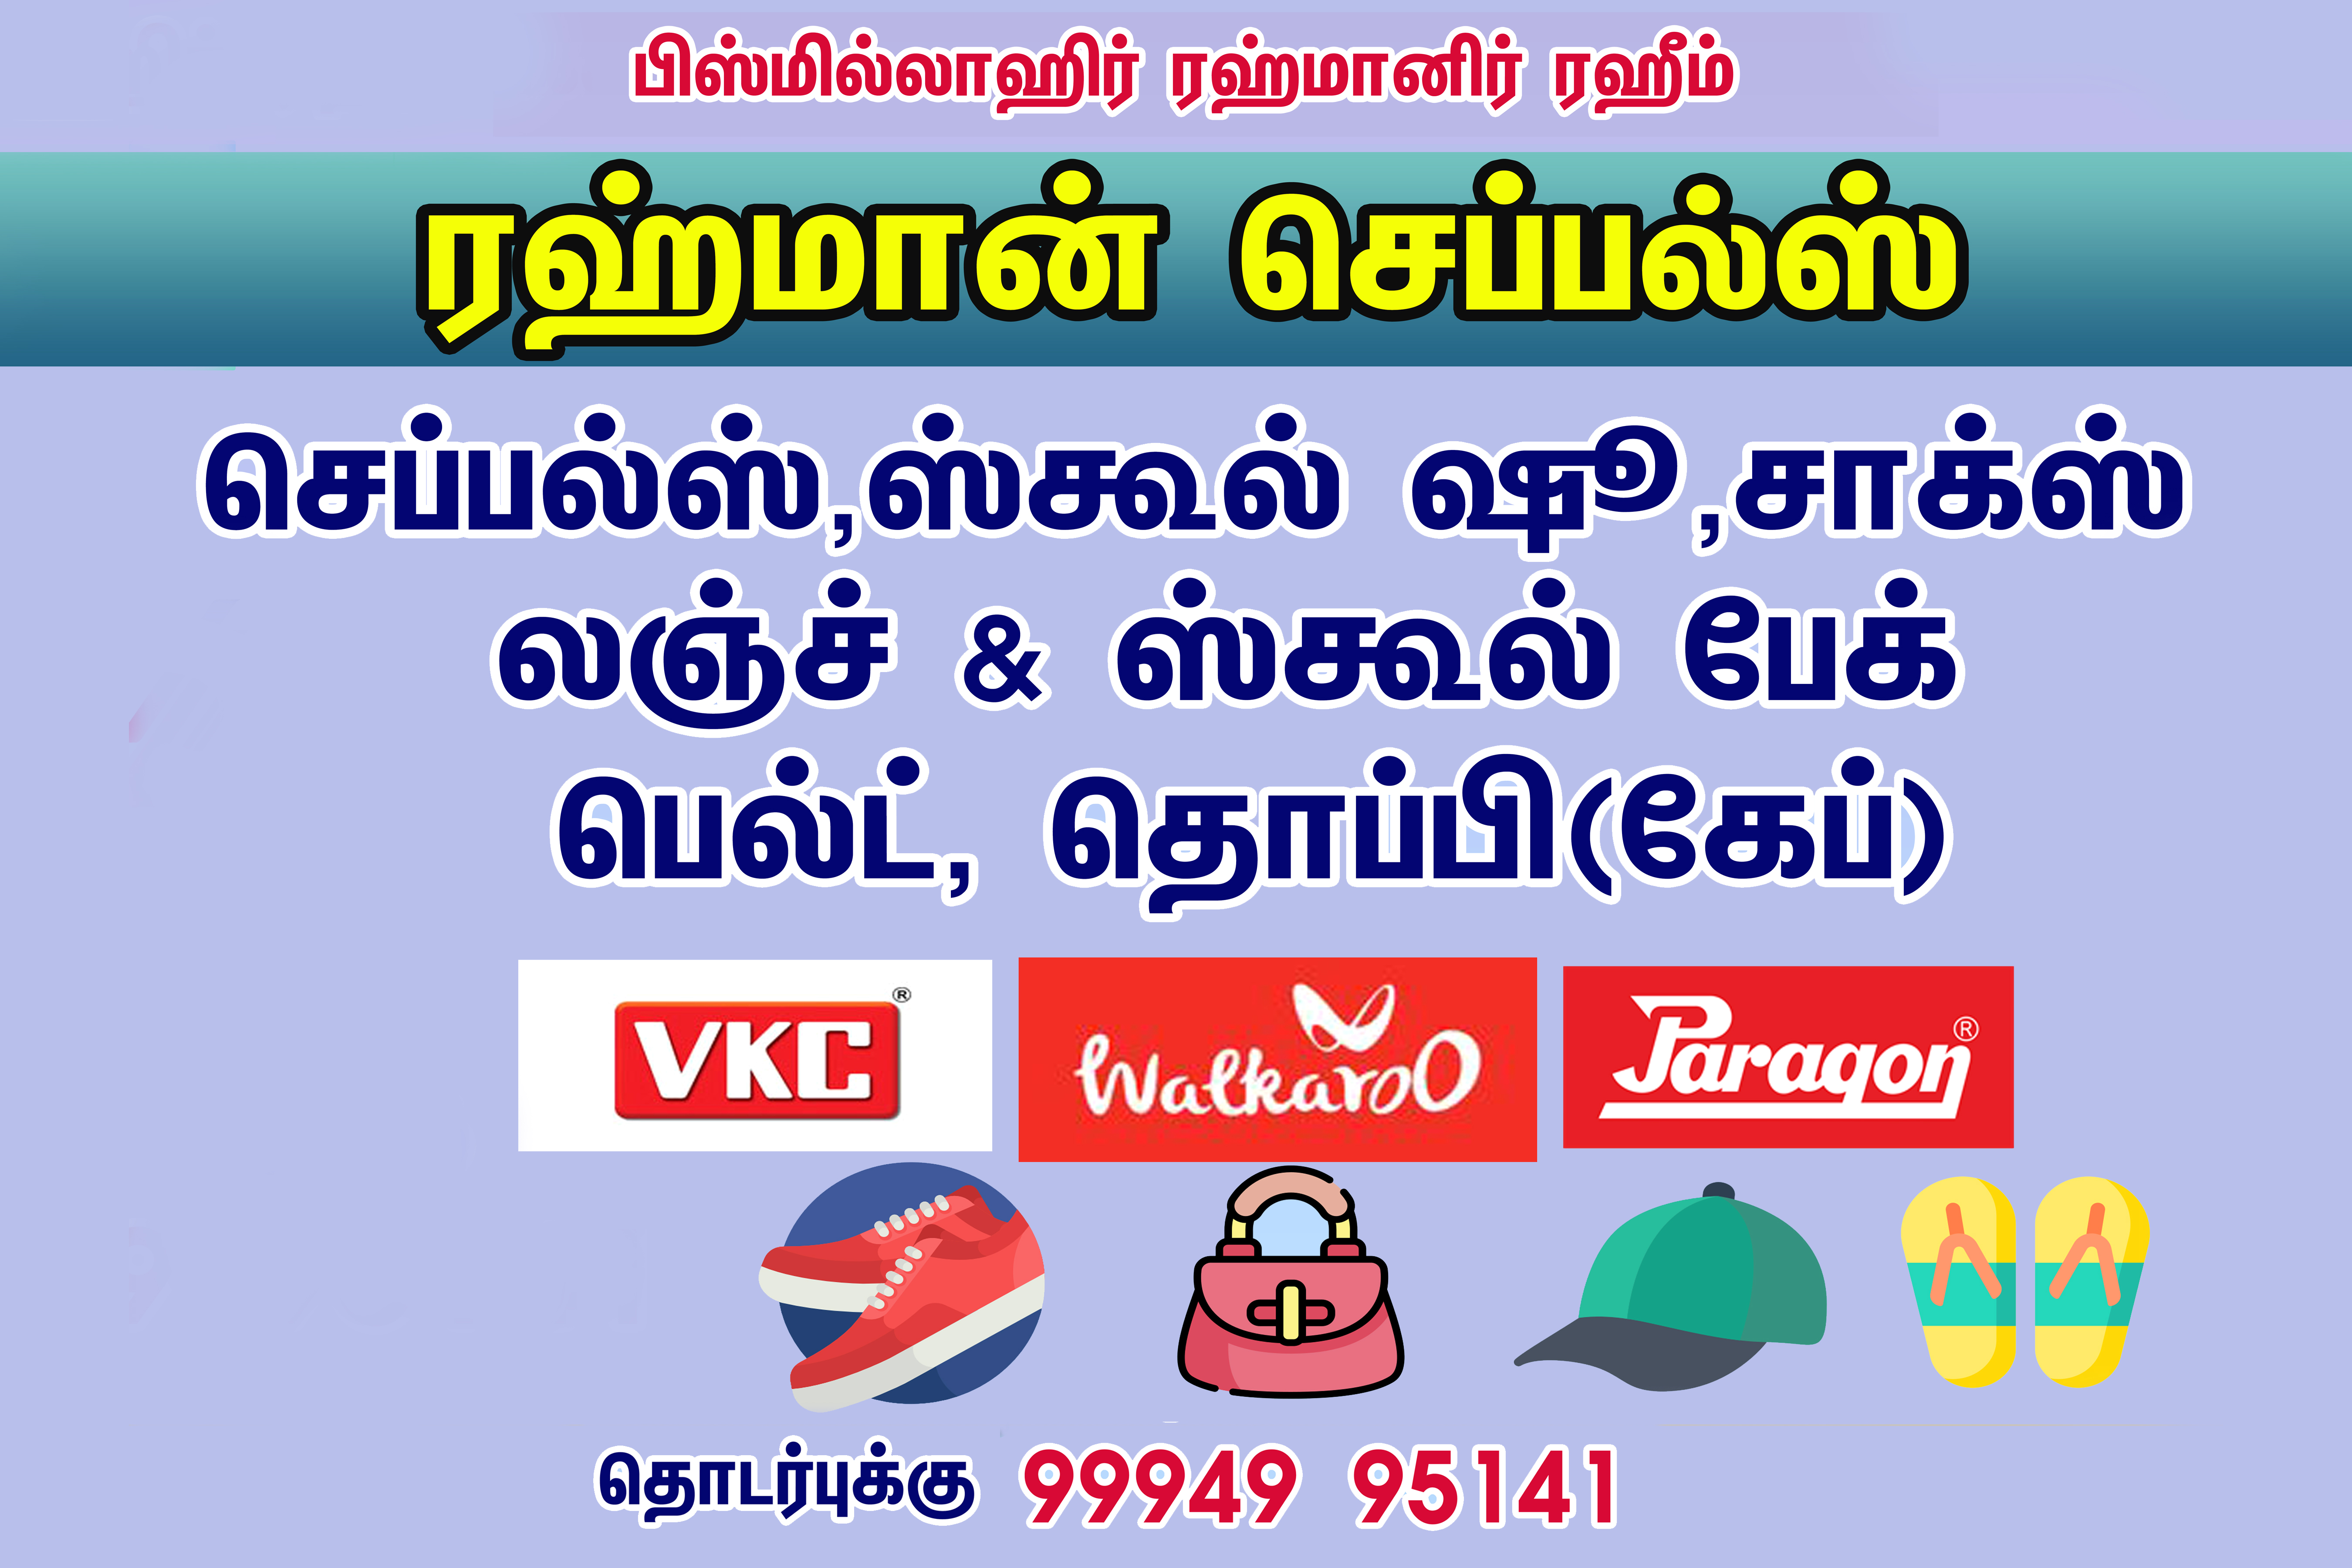 பிஸ்மில்லாஹிர் ரஹ்மானிர் ரஹீம்
ரஹ்மான் செப்பல்ஸ்
செப்பல்ஸ்,ஸ்கூல் ஷூ,சாக்ஸ்
லஞ்ச் & ஸ்கூல் பேக்
பெல்ட், தொப்பி(கேப்)
VKC® Walkaroo Paragon®
தொடர்புக்கு 99949 95141